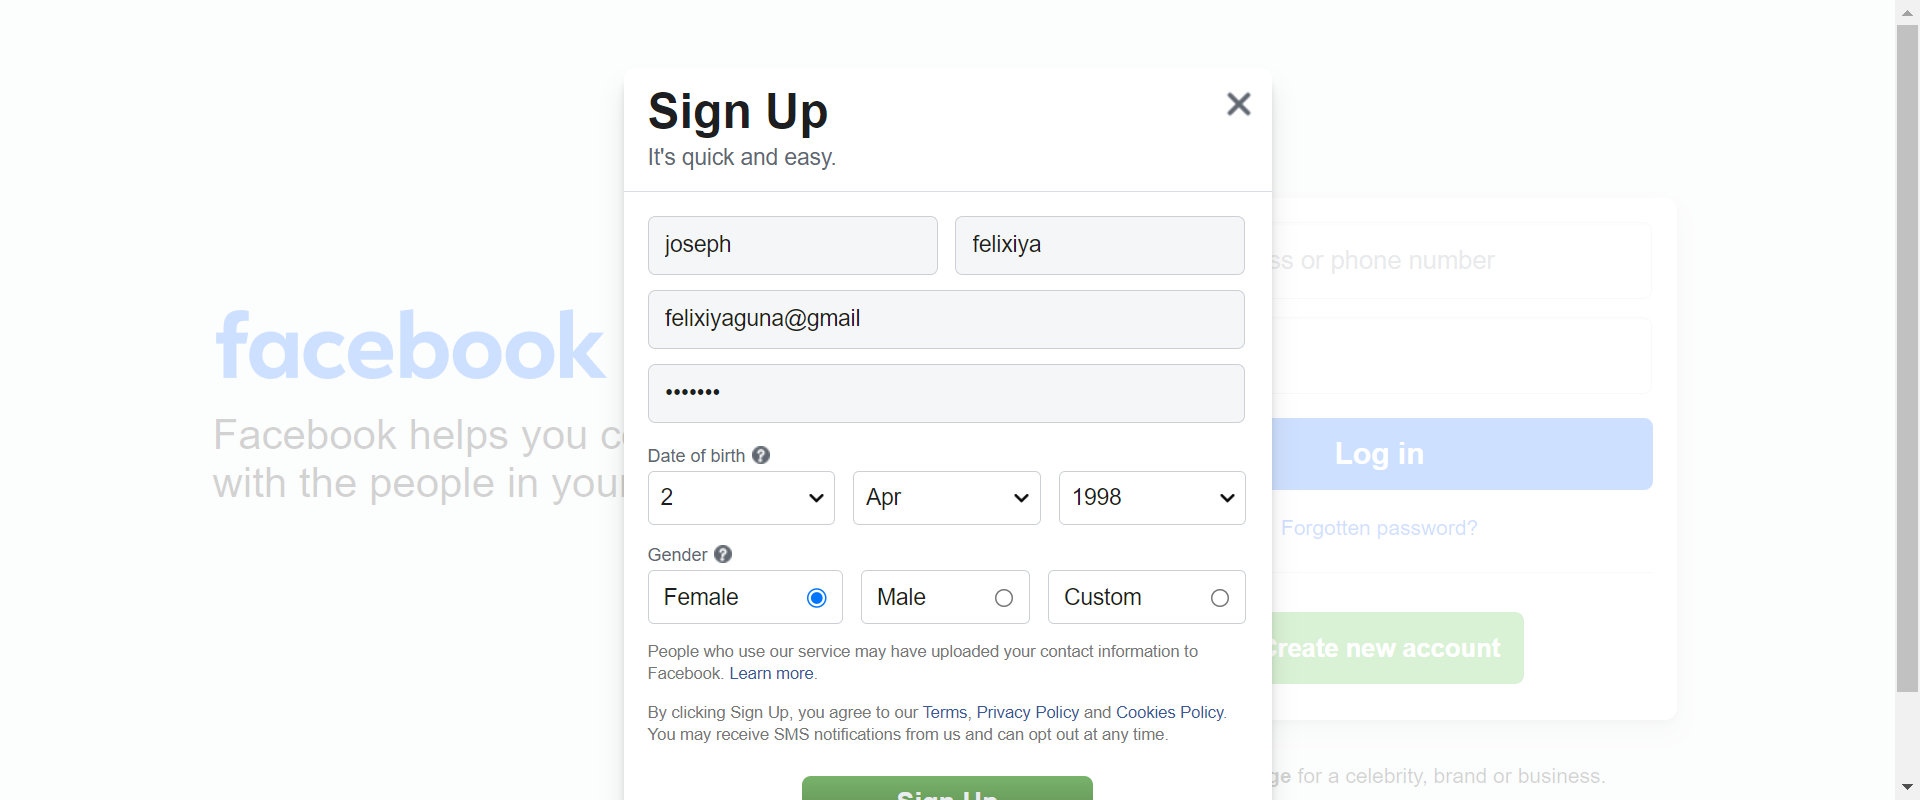 Sign Up
It's quick and easy.
joseph felixiya
felixiyaguna@gmail
•••••••
Date of birth ?
2 Apr 1998
Gender ?
Female Male Custom
People who use our service may have uploaded your contact information to
Facebook. Learn more.
By clicking Sign Up, you agree to our Terms, Privacy Policy and Cookies Policy.
You may receive SMS notifications from us and can opt out at any time.
Sign Up
facebook
Facebook helps you c
with the people in your
ss or phone number
Log in
Forgotten password?
Create new account
ge for a celebrity, brand or business.